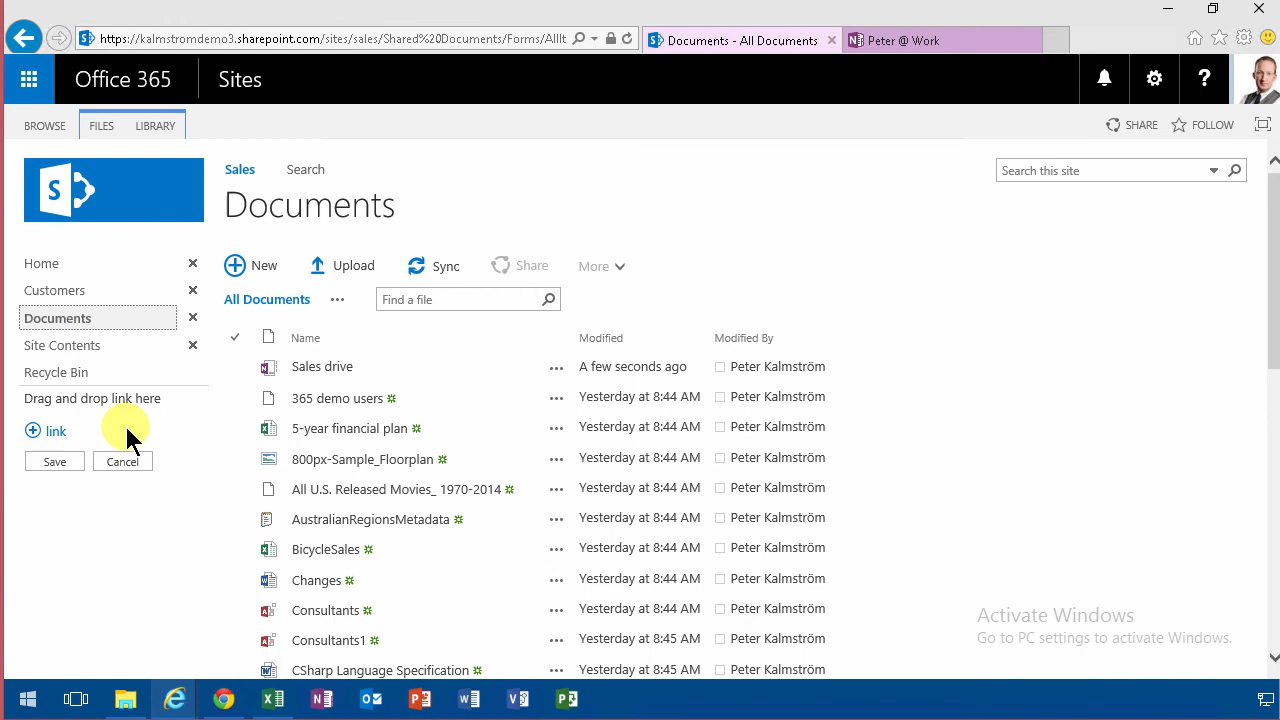 https://kalmstromdemo3.sharepoint.com/sites/sales/Shared%20Documents/Forms/AllIt
Documents - All Documents
Peter @ Work
Office 365
Sites
BROWSE
FILES
LIBRARY
SHARE
FOLLOW
Sales
Search
Search this site
Documents
Home
Customers
Documents
Site Contents
Recycle Bin
Drag and drop link here
link
Save
Cancel
New
Upload
Sync
Share
More
All Documents
Find a file
Name Modified Modified By
Sales drive A few seconds ago Peter Kalmström
365 demo users Yesterday at 8:44 AM Peter Kalmström
5-year financial plan Yesterday at 8:44 AM Peter Kalmström
800px-Sample_Floorplan Yesterday at 8:44 AM Peter Kalmström
All U.S. Released Movies_ 1970-2014 Yesterday at 8:44 AM Peter Kalmström
AustralianRegionsMetadata Yesterday at 8:44 AM Peter Kalmström
BicycleSales Yesterday at 8:44 AM Peter Kalmström
Changes Yesterday at 8:44 AM Peter Kalmström
Consultants Yesterday at 8:44 AM Peter Kalmström
Consultants1 Yesterday at 8:45 AM Peter Kalmström
CSharp Language Specification Yesterday at 8:45 AM Peter Kalmström
Activate Windows
Go to PC settings to activate Windows.